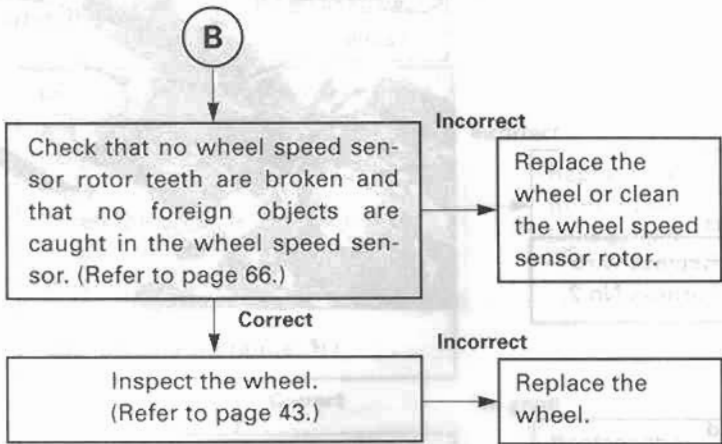 B
Check that no wheel speed sen-
sor rotor teeth are broken and
that no foreign objects are
caught in the wheel speed sen-
sor. (Refer to page 66.)
Incorrect
Replace the
wheel or clean
the wheel speed
sensor rotor.
Correct
Inspect the wheel.
(Refer to page 43.)
Incorrect
Replace the
wheel.